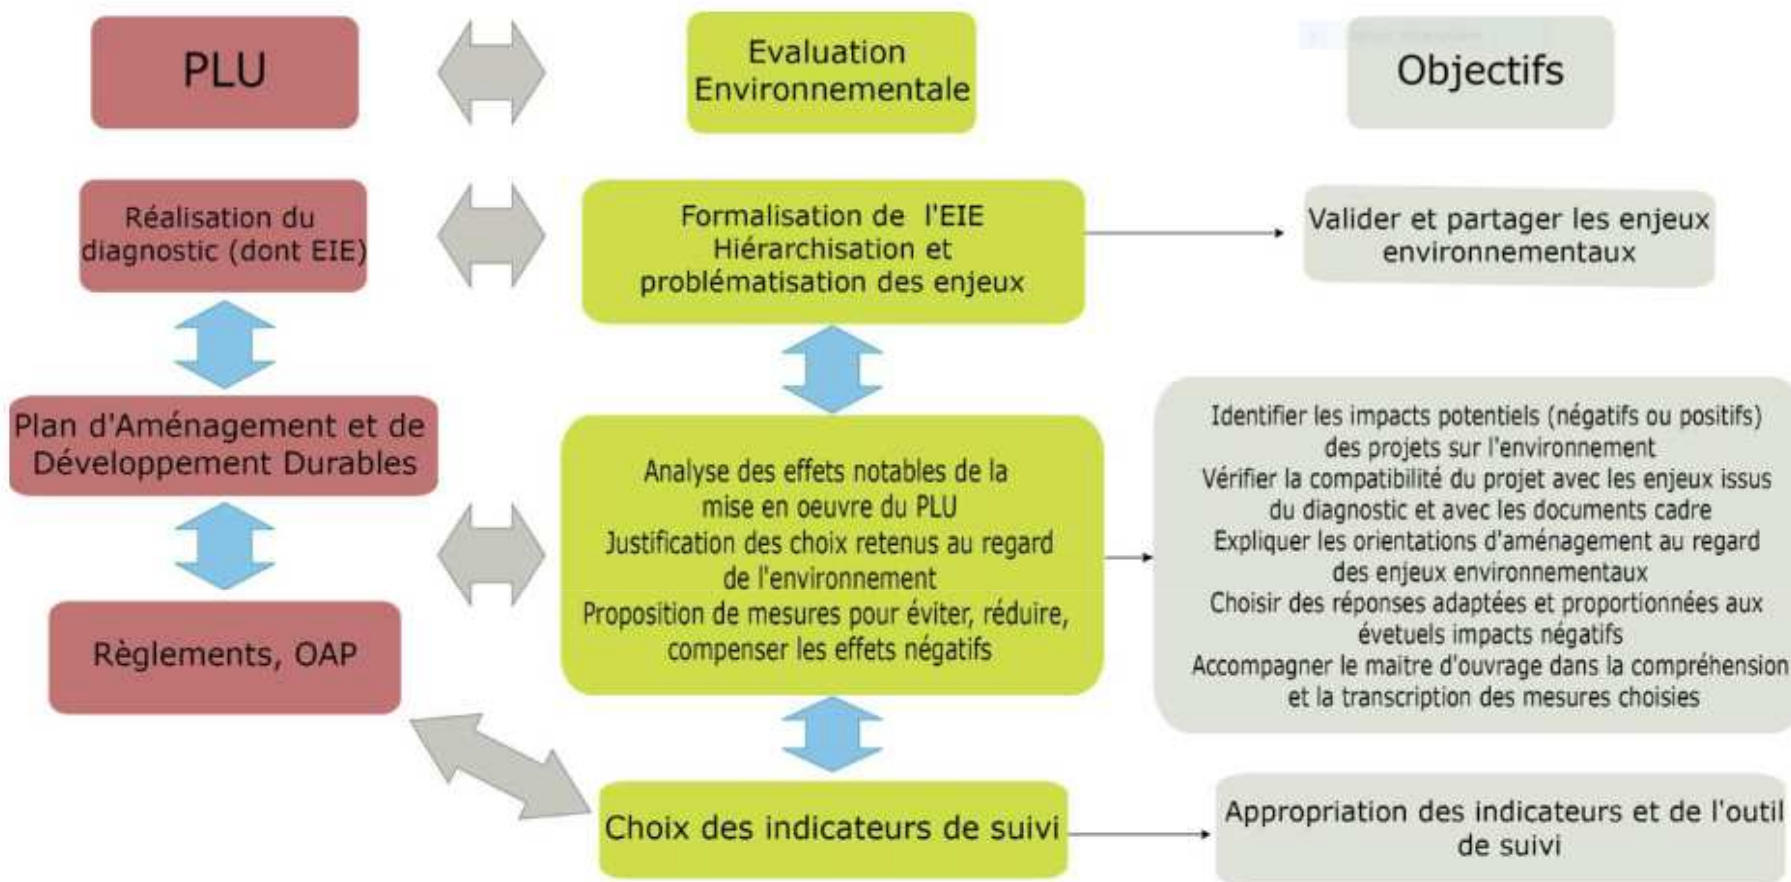 PLU
Evaluation
Environnementale
Objectifs
Réalisation du
diagnostic (dont EIE)
Formalisation de l'EIE
Hiérarchisation et
problématisation des enjeux
Valider et partager les enjeux
environnementaux
Plan d'Aménagement et de
Développement Durables
Analyse des effets notables de la
mise en oeuvre du PLU
Justification des choix retenus au regard
de l'environnement
Proposition de mesures pour éviter, réduire,
compenser les effets négatifs
Identifier les impacts potentiels (négatifs ou positifs)
des projets sur l'environnement
Vérifier la compatibilité du projet avec les enjeux issus
du diagnostic et avec les documents cadre
Expliquer les orientations d'aménagement au regard
des enjeux environnementaux
Choisir des réponses adaptées et proportionnées aux
évetuels impacts négatifs
Accompagner le maitre d'ouvrage dans la compréhension
et la transcription des mesures choisies
Règlements, OAP
Choix des indicateurs de suivi
Appropriation des indicateurs et de l'outil
de suivi